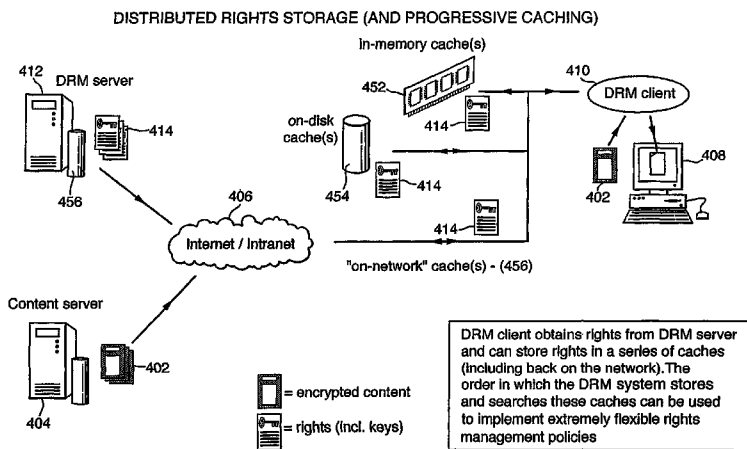 DISTRIBUTED RIGHTS STORAGE (AND PROGRESSIVE CACHING)
in-memory cache(s)
412
DRM server
452
410
DRM client
414
on-disk
cache(s)
414
456
454
414
402
408
406
Internet / Intranet
414
"on-network" cache(s) - (456)
Content server
402
404
= encrypted content
= rights (incl. keys)
DRM client obtains rights from DRM server
and can store rights in a series of caches
(including back on the network).The
order in which the DRM system stores
and searches these caches can be used
to implement extremely flexible rights
management policies